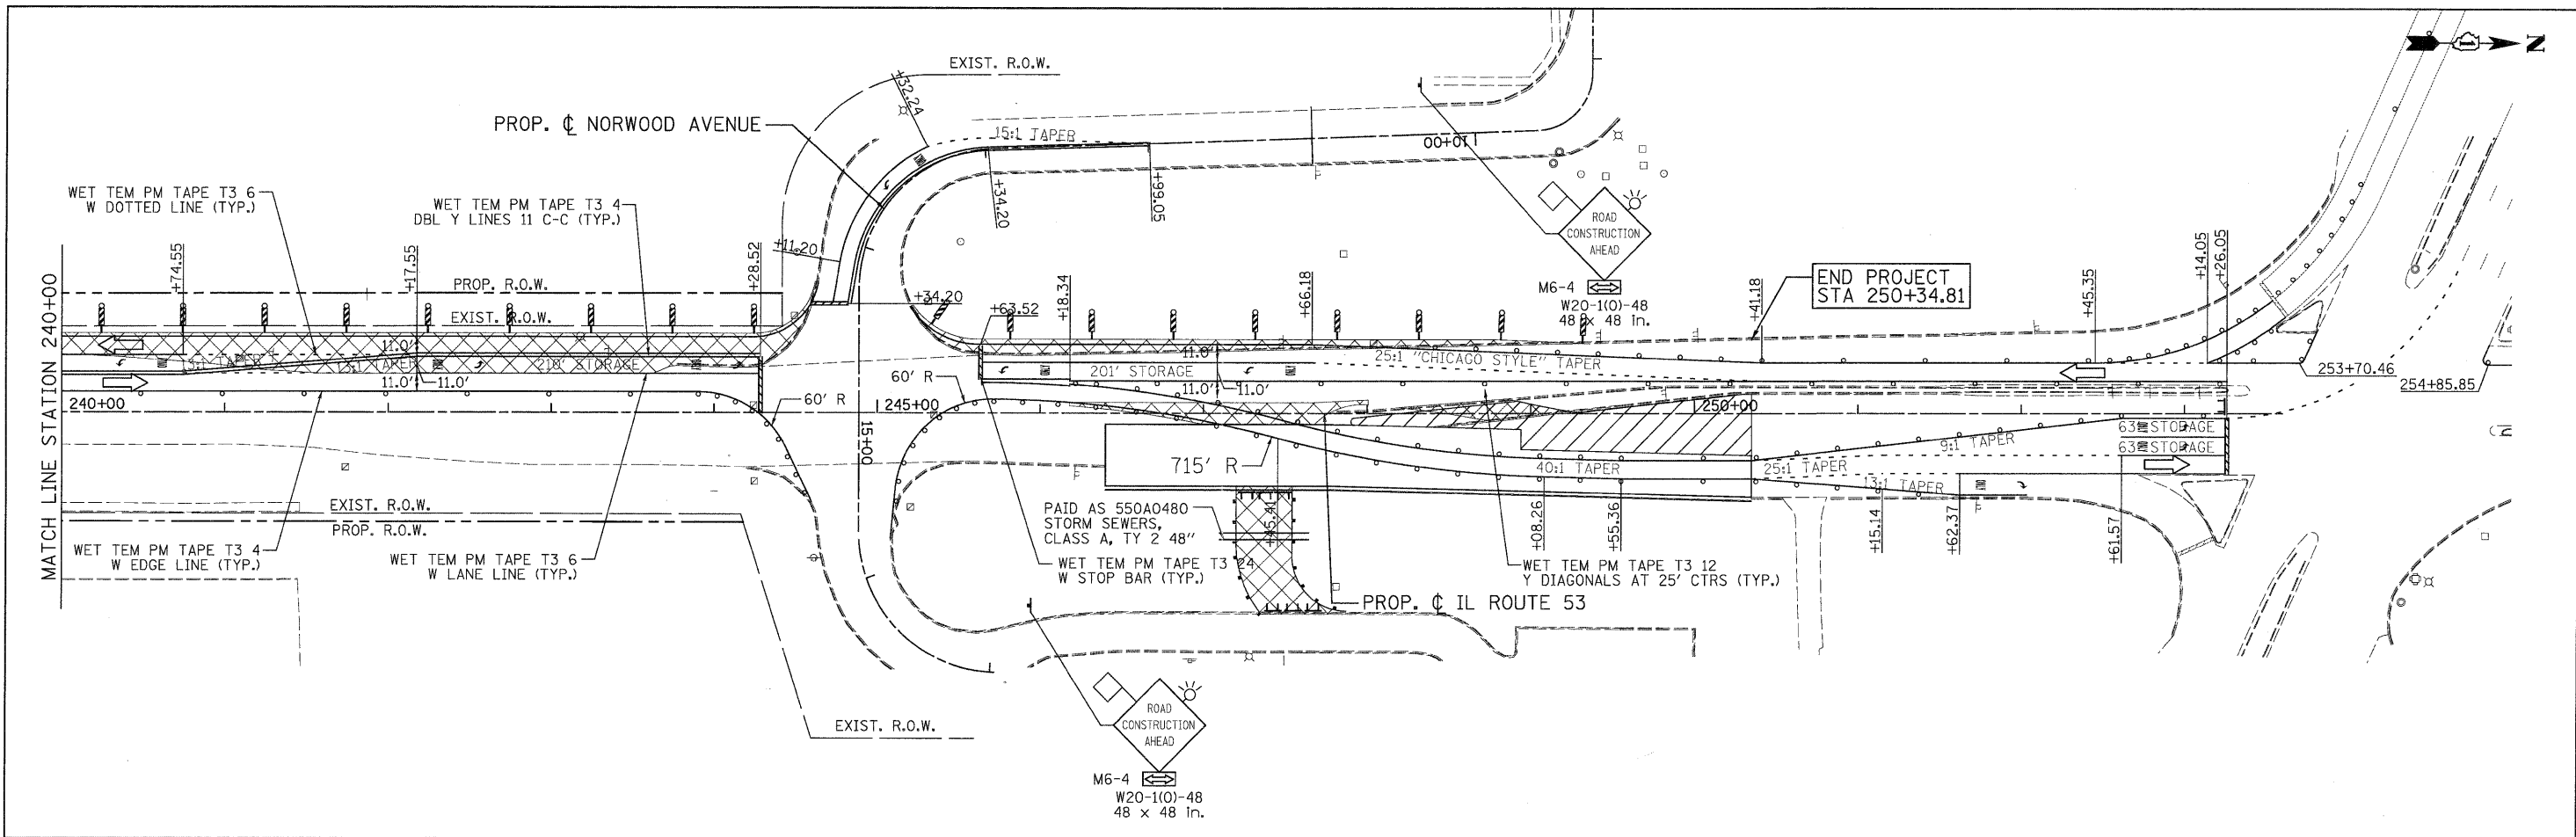 EXIST. R.O.W.
N
PROP. ℄ NORWOOD AVENUE
+32.24
15:1 TAPER
10+00
WET TEM PM TAPE T3 6
W DOTTED LINE (TYP.)
WET TEM PM TAPE T3 4
DBL Y LINES 11 C-C (TYP.)
+34.20
+99.05
ROAD
CONSTRUCTION
AHEAD
M6-4
W20-1(O)-48
48 x 48 in.
+11.20
+74.55
+17.55
+28.52
PROP. R.O.W.
EXIST. R.O.W.
+34.20
+63.52
+18.34
+66.18
+41.18
END PROJECT
STA 250+34.81
+45.35
+14.05
+26.05
MATCH LINE STATION 240+00
11.0'
TAPER
210' STORAGE
11.0'
11.0'
11.0'
25:1 "CHICAGO STYLE" TAPER
201' STORAGE
11.0'
11.0'
253+70.46
254+85.85
240+00
60' R
60' R
245+00
15+00
250+00
63' STORAGE
63' STORAGE
9:1 TAPER
715' R
40:1 TAPER
25:1 TAPER
13:1 TAPER
EXIST. R.O.W.
PROP. R.O.W.
PAID AS 550A0480
STORM SEWERS,
CLASS A, TY 2 48"
+45.41
+08.26
+55.36
+15.14
+62.37
+61.57
WET TEM PM TAPE T3 4
W EDGE LINE (TYP.)
WET TEM PM TAPE T3 6
W LANE LINE (TYP.)
WET TEM PM TAPE T3 24
W STOP BAR (TYP.)
WET TEM PM TAPE T3 12
Y DIAGONALS AT 25' CTRS (TYP.)
PROP. ℄ IL ROUTE 53
EXIST. R.O.W.
ROAD
CONSTRUCTION
AHEAD
M6-4
W20-1(O)-48
48 x 48 in.